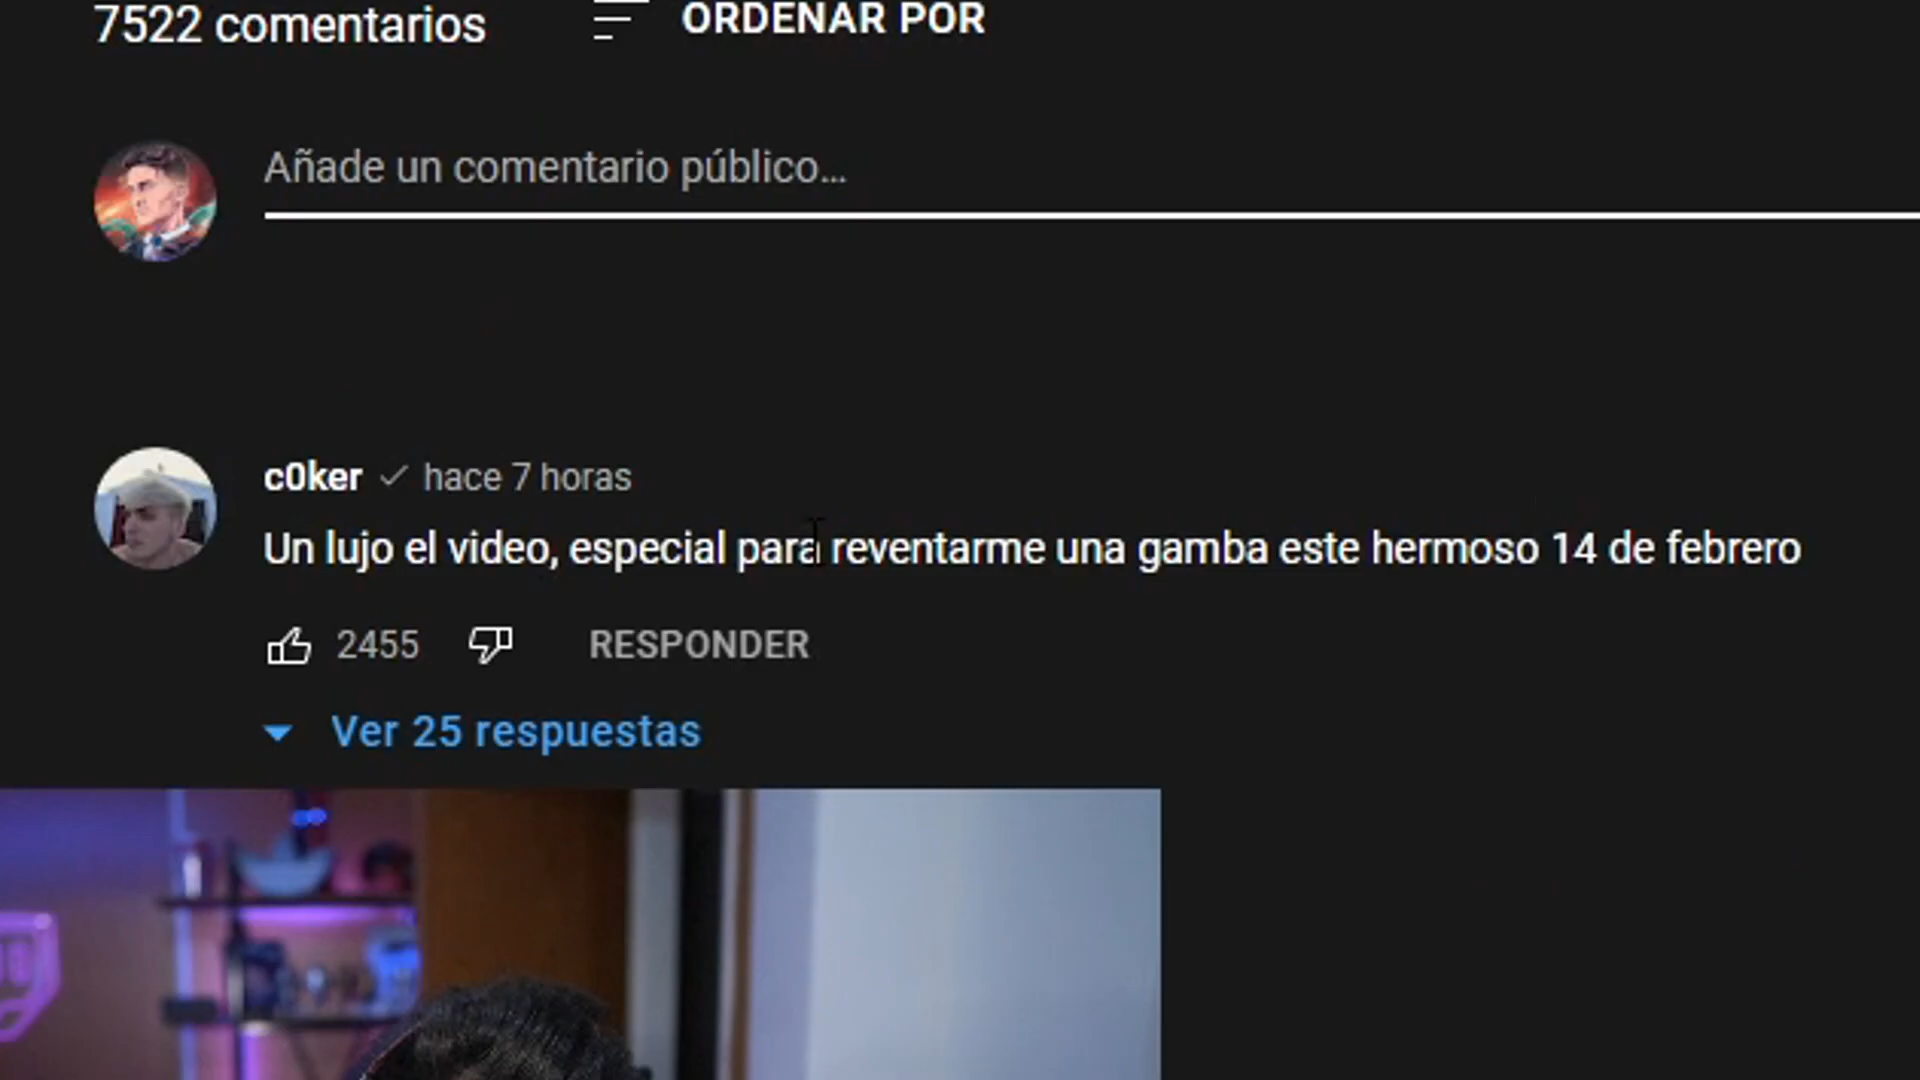 7522 comentarios
ORDENAR POR
Añade un comentario público...
c0ker hace 7 horas
Un lujo el video, especial para reventarme una gamba este hermoso 14 de febrero
2455 RESPONDER
Ver 25 respuestas